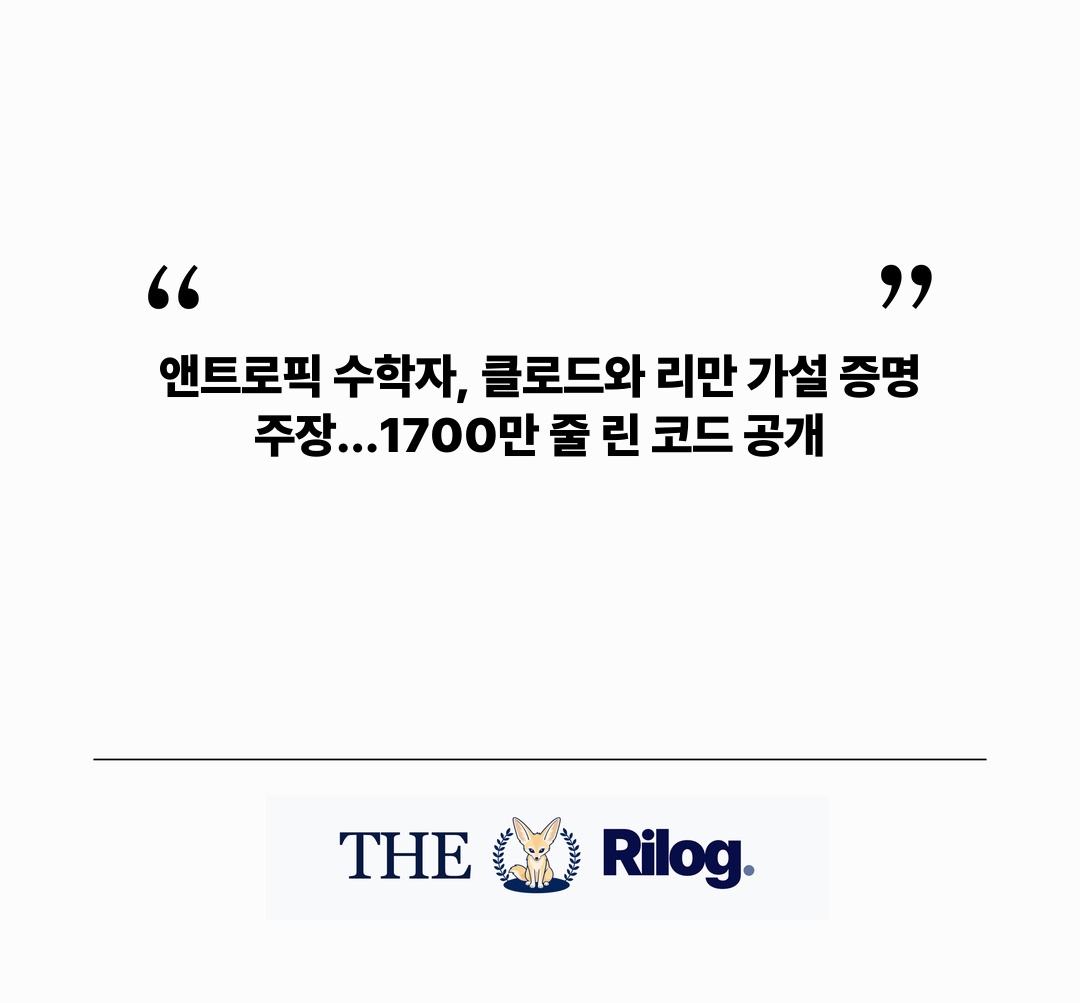 “ ”
앤트로픽 수학자, 클로드와 리만 가설 증명
주장...1700만 줄 린 코드 공개
THE Rilog.